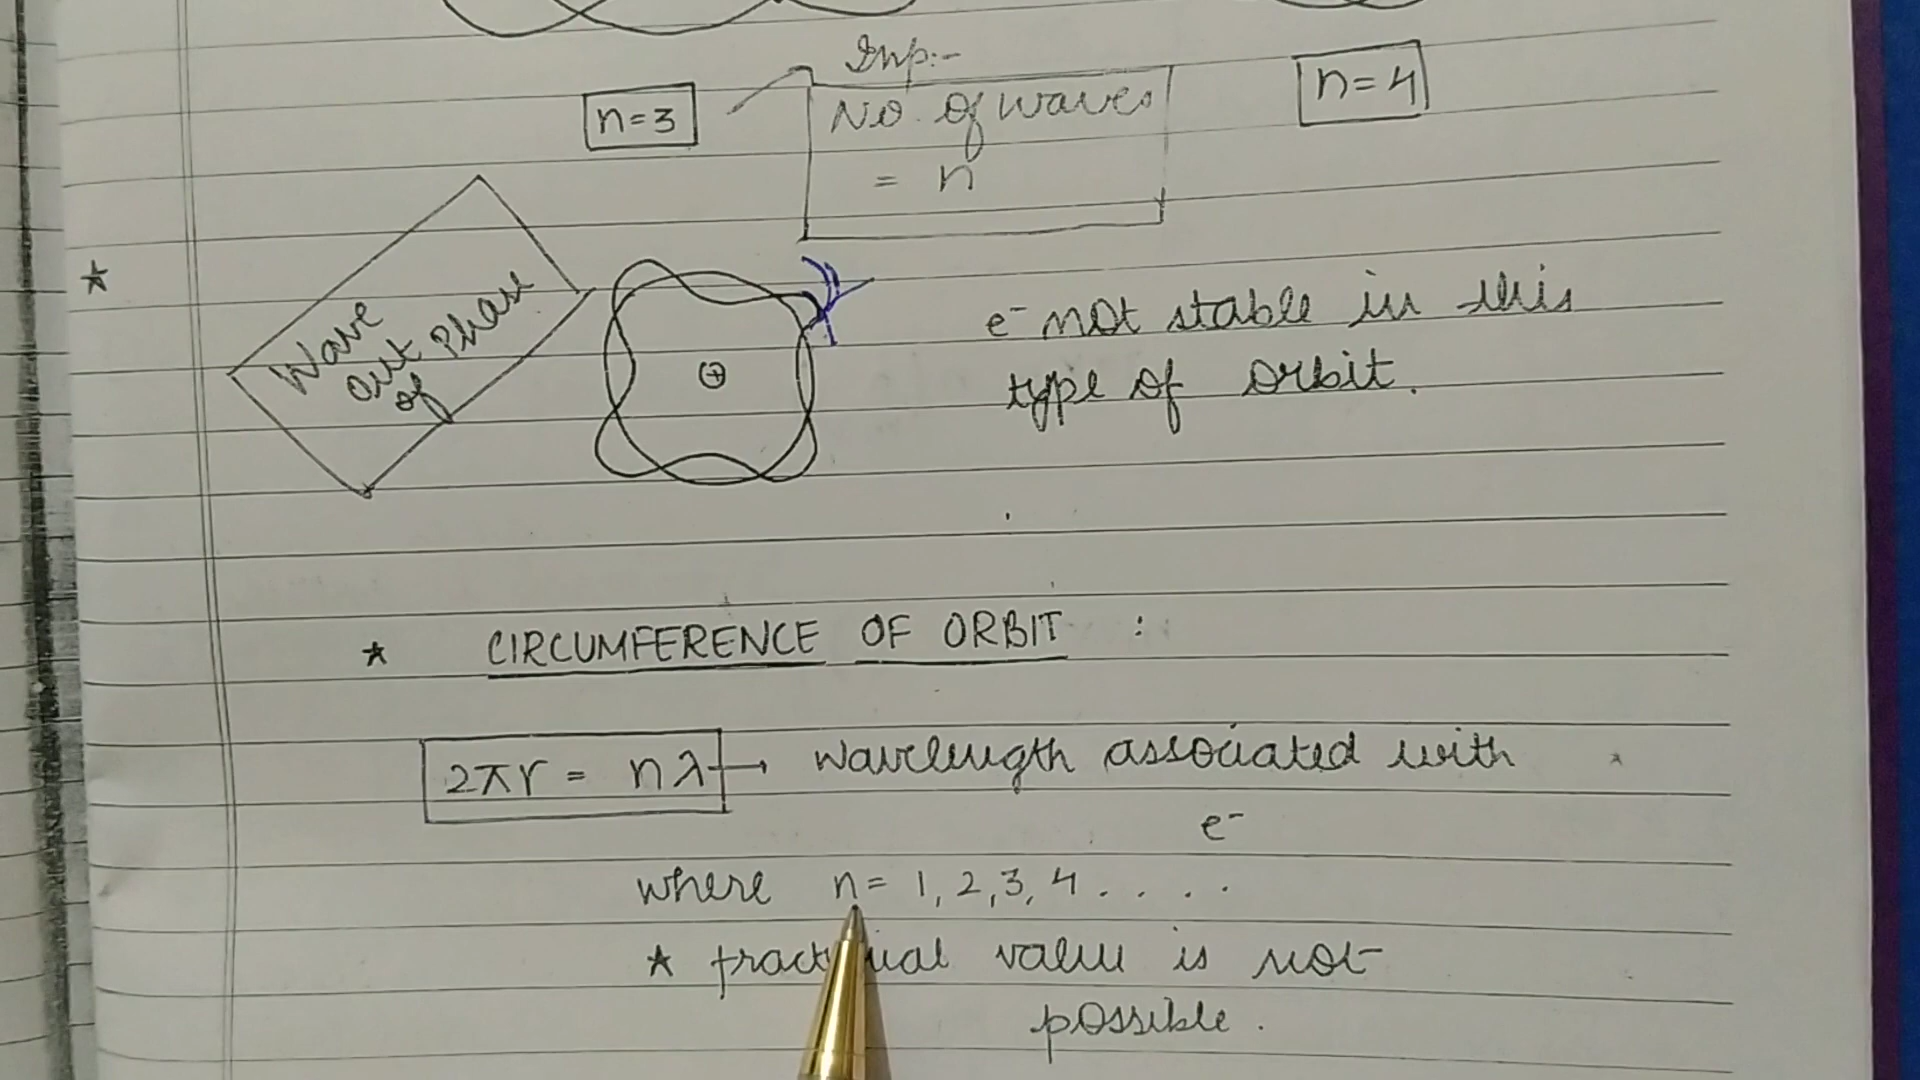 Imp:-
n=3
No. of waves
= n
n=4
★
Wave
out Phase
of
e⁻ not stable in this
type of orbit.
★ CIRCUMFERENCE OF ORBIT :
2πr = nλ → wavelength associated with
e⁻
where n= 1, 2, 3, 4 . . . .
★ value is not
possible.